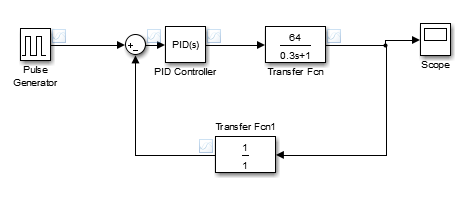 Pulse
Generator
+
_
PID(s)
PID Controller
64
0.3s+1
Transfer Fcn
Scope
Transfer Fcn1
1
1